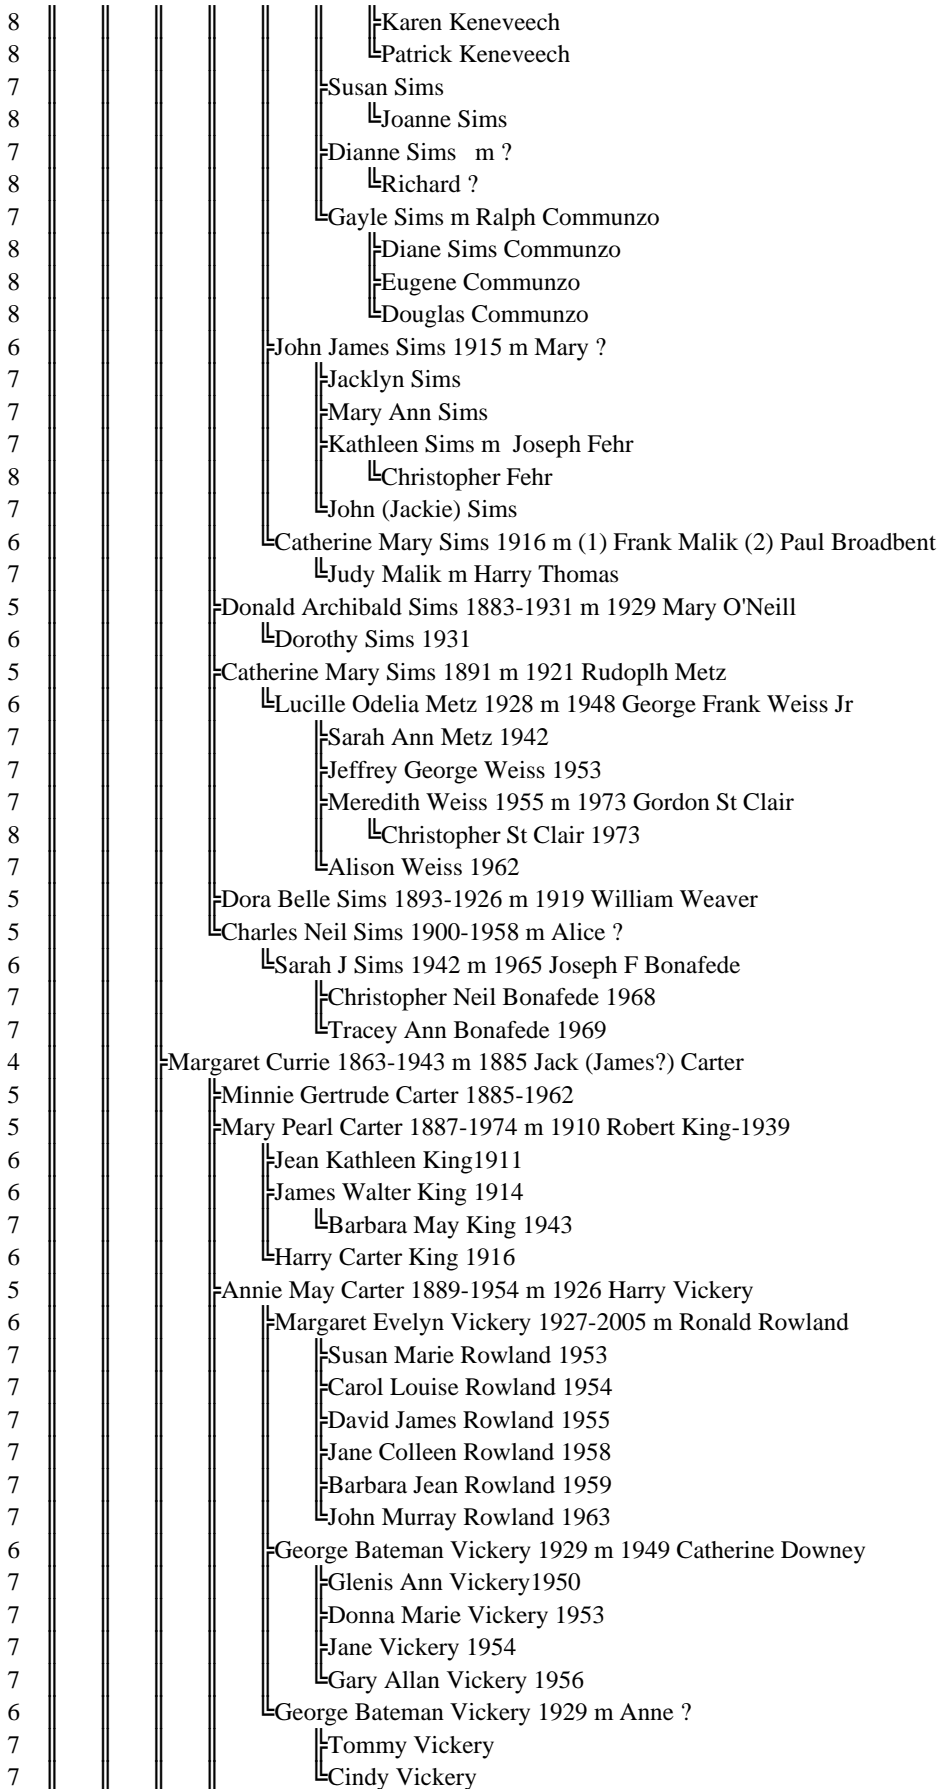 8 Karen Keneveech
8 Patrick Keneveech
7 Susan Sims
8 Joanne Sims
7 Dianne Sims m ?
8 Richard ?
7 Gayle Sims m Ralph Communzo
8 Diane Sims Communzo
8 Eugene Communzo
8 Douglas Communzo
6 John James Sims 1915 m Mary ?
7 Jacklyn Sims
7 Mary Ann Sims
7 Kathleen Sims m Joseph Fehr
8 Christopher Fehr
7 John (Jackie) Sims
6 Catherine Mary Sims 1916 m (1) Frank Malik (2) Paul Broadbent
7 Judy Malik m Harry Thomas
5 Donald Archibald Sims 1883-1931 m 1929 Mary O'Neill
6 Dorothy Sims 1931
5 Catherine Mary Sims 1891 m 1921 Rudoplh Metz
6 Lucille Odelia Metz 1928 m 1948 George Frank Weiss Jr
7 Sarah Ann Metz 1942
7 Jeffrey George Weiss 1953
7 Meredith Weiss 1955 m 1973 Gordon St Clair
8 Christopher St Clair 1973
7 Alison Weiss 1962
5 Dora Belle Sims 1893-1926 m 1919 William Weaver
5 Charles Neil Sims 1900-1958 m Alice ?
6 Sarah J Sims 1942 m 1965 Joseph F Bonafede
7 Christopher Neil Bonafede 1968
7 Tracey Ann Bonafede 1969
4 Margaret Currie 1863-1943 m 1885 Jack (James?) Carter
5 Minnie Gertrude Carter 1885-1962
5 Mary Pearl Carter 1887-1974 m 1910 Robert King-1939
6 Jean Kathleen King1911
6 James Walter King 1914
7 Barbara May King 1943
6 Harry Carter King 1916
5 Annie May Carter 1889-1954 m 1926 Harry Vickery
6 Margaret Evelyn Vickery 1927-2005 m Ronald Rowland
7 Susan Marie Rowland 1953
7 Carol Louise Rowland 1954
7 David James Rowland 1955
7 Jane Colleen Rowland 1958
7 Barbara Jean Rowland 1959
7 John Murray Rowland 1963
6 George Bateman Vickery 1929 m 1949 Catherine Downey
7 Glenis Ann Vickery1950
7 Donna Marie Vickery 1953
7 Jane Vickery 1954
7 Gary Allan Vickery 1956
6 George Bateman Vickery 1929 m Anne ?
7 Tommy Vickery
7 Cindy Vickery